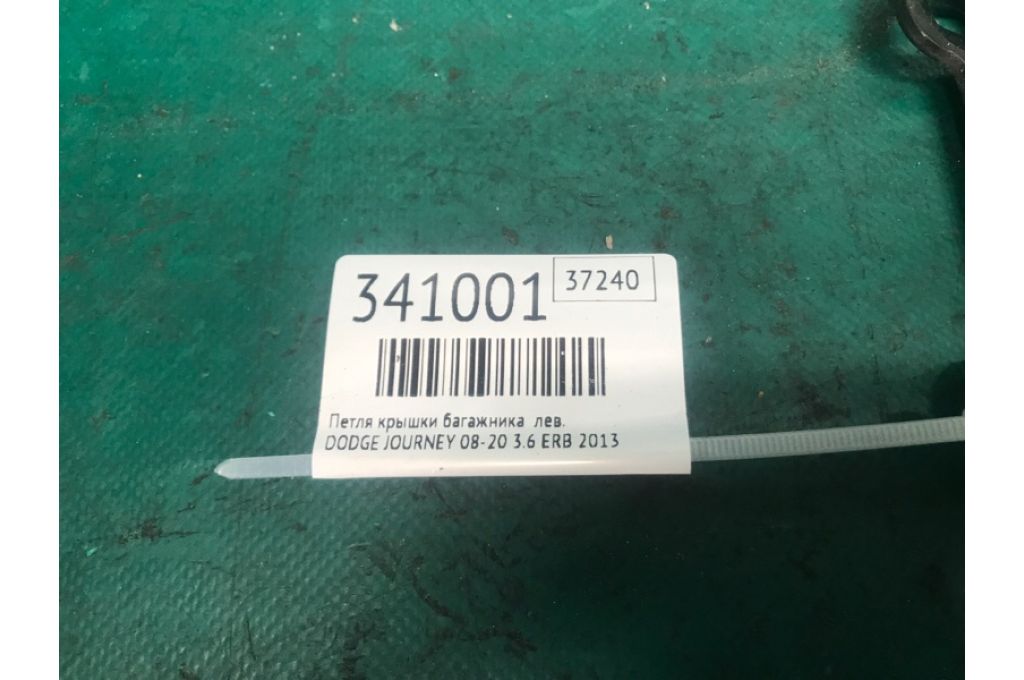 341001 37240
Петля крышки багажника лев.
DODGE JOURNEY 08-20 3.6 ERB 2013